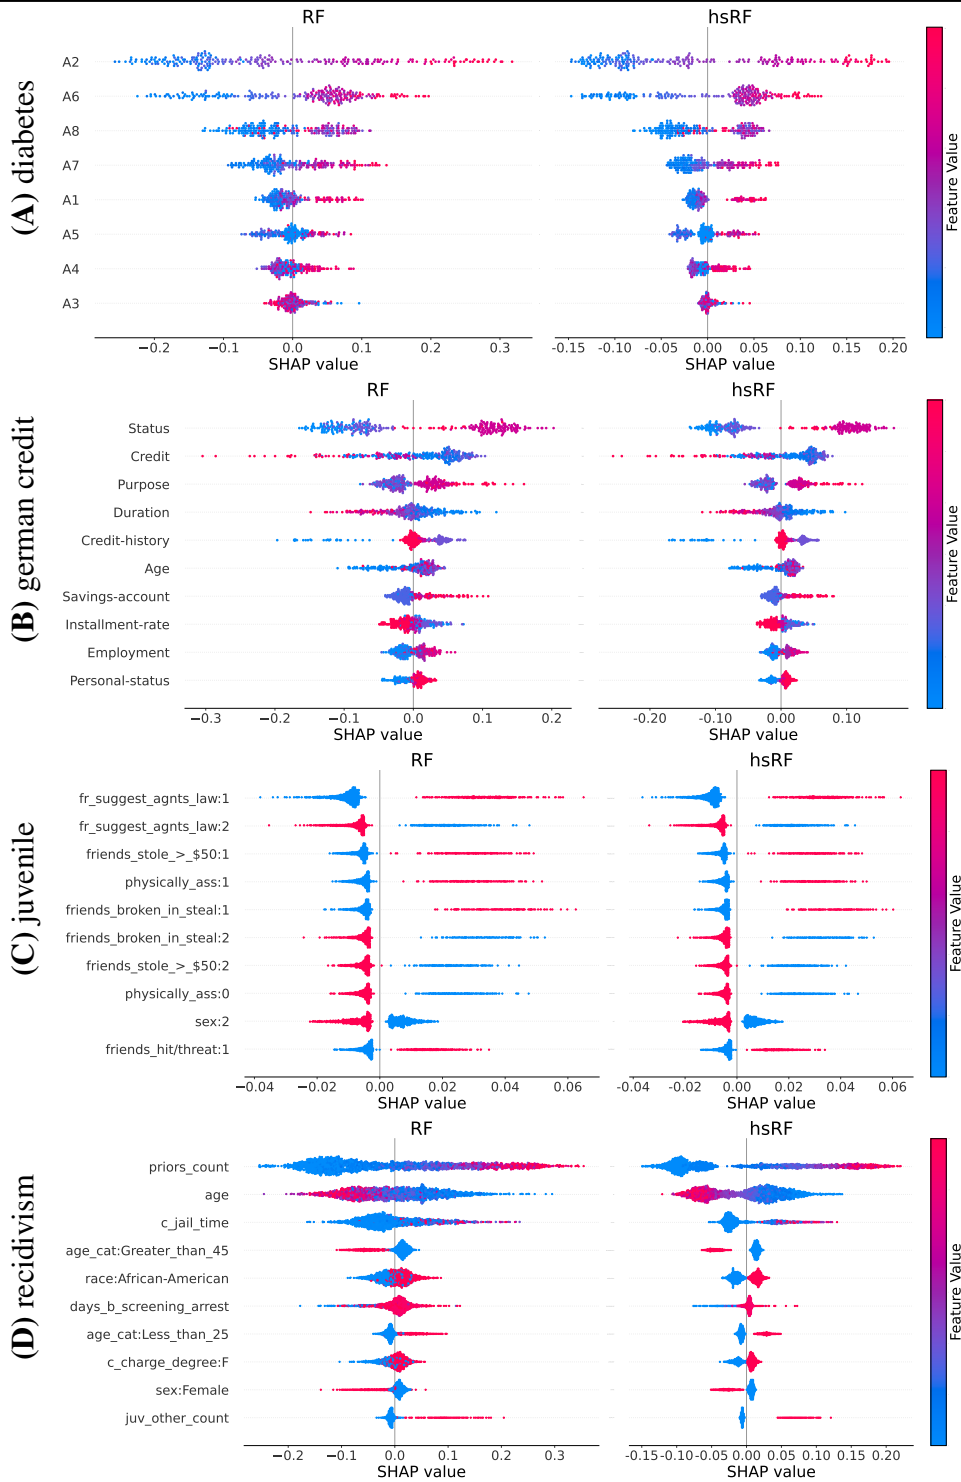 (A) diabetes
RF
hsRF
A2
A6
A8
A7
A1
A5
A4
A3
−0.2 −0.1 0.0 0.1 0.2 0.3
SHAP value
-0.15 -0.10 -0.05 0.00 0.05 0.10 0.15 0.20
SHAP value
Feature Value
(B) german credit
RF
hsRF
Status
Credit
Purpose
Duration
Credit-history
Age
Savings-account
Installment-rate
Employment
Personal-status
−0.3 −0.2 −0.1 0.0 0.1 0.2
SHAP value
-0.20 -0.10 0.00 0.10
SHAP value
Feature Value
(C) juvenile
RF
hsRF
fr_suggest_agnts_law:1
fr_suggest_agnts_law:2
friends_stole_>_$50:1
physically_ass:1
friends_broken_in_steal:1
friends_broken_in_steal:2
friends_stole_>_$50:2
physically_ass:0
sex:2
friends_hit/threat:1
−0.04 −0.02 0.00 0.02 0.04 0.06
SHAP value
-0.04 -0.02 0.00 0.02 0.04 0.06
SHAP value
Feature Value
(D) recidivism
RF
hsRF
priors_count
age
c_jail_time
age_cat:Greater_than_45
race:African-American
days_b_screening_arrest
age_cat:Less_than_25
c_charge_degree:F
sex:Female
juv_other_count
−0.2 −0.1 0.0 0.1 0.2 0.3
SHAP value
-0.15 -0.10 -0.05 0.00 0.05 0.10 0.15 0.20
SHAP value
Feature Value